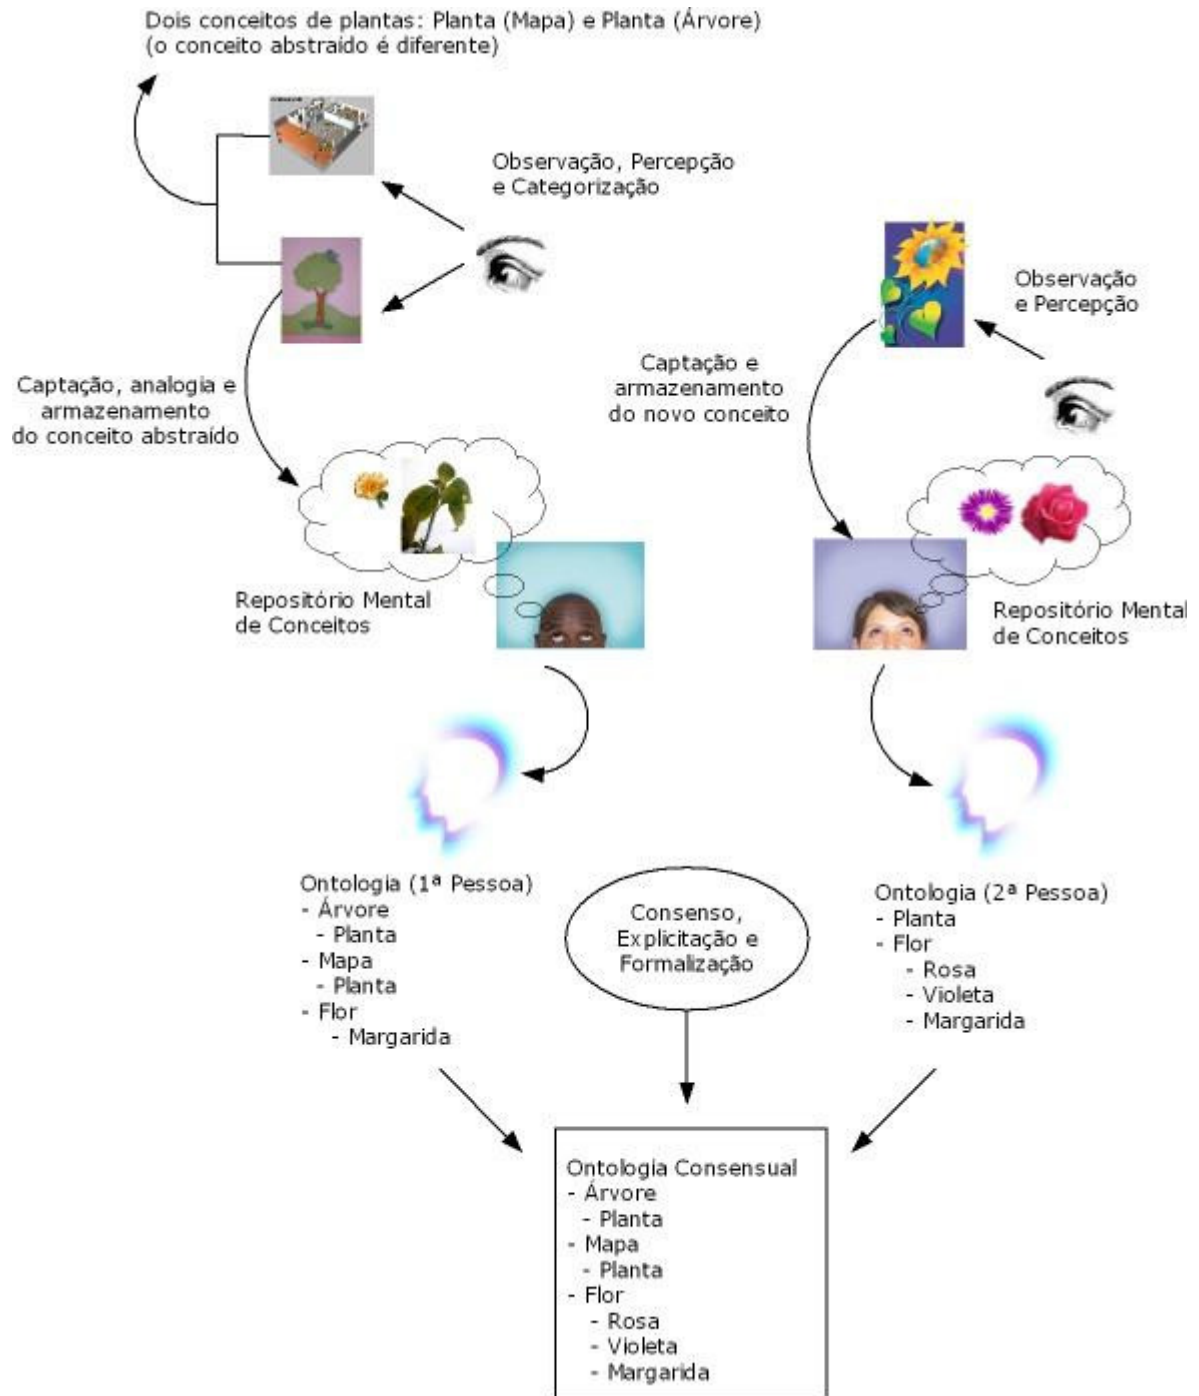 Dois conceitos de plantas: Planta (Mapa) e Planta (Árvore)
(o conceito abstraído é diferente)
Observação, Percepção
e Categorização
Observação
e Percepção
Captação, analogia e
armazenamento
do conceito abstraído
Captação e
armazenamento
do novo conceito
Repositório Mental
de Conceitos
Repositório Mental
de Conceitos
Ontologia (1ª Pessoa)
- Árvore
- Planta
- Mapa
- Planta
- Flor
- Margarida
Consenso,
Explicitação e
Formalização
Ontologia (2ª Pessoa)
- Planta
- Flor
- Rosa
- Violeta
- Margarida
Ontologia Consensual
- Árvore
- Planta
- Mapa
- Planta
- Flor
- Rosa
- Violeta
- Margarida